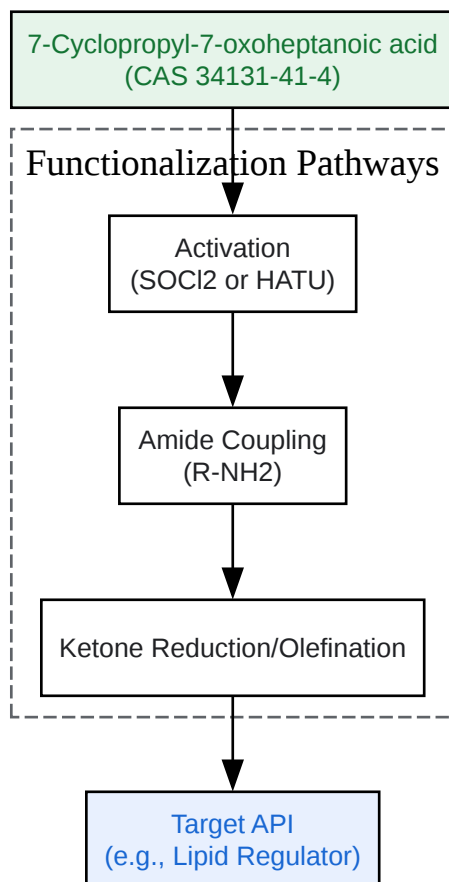 7-Cyclopropyl-7-oxoheptanoic acid
(CAS 34131-41-4)
Functionalization Pathways
Activation
(SOCl2 or HATU)
Amide Coupling
(R-NH2)
Ketone Reduction/Olefination
Target API
(e.g., Lipid Regulator)